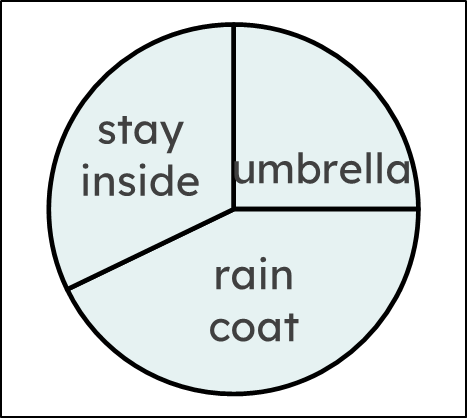 stay
inside
umbrella
rain
coat